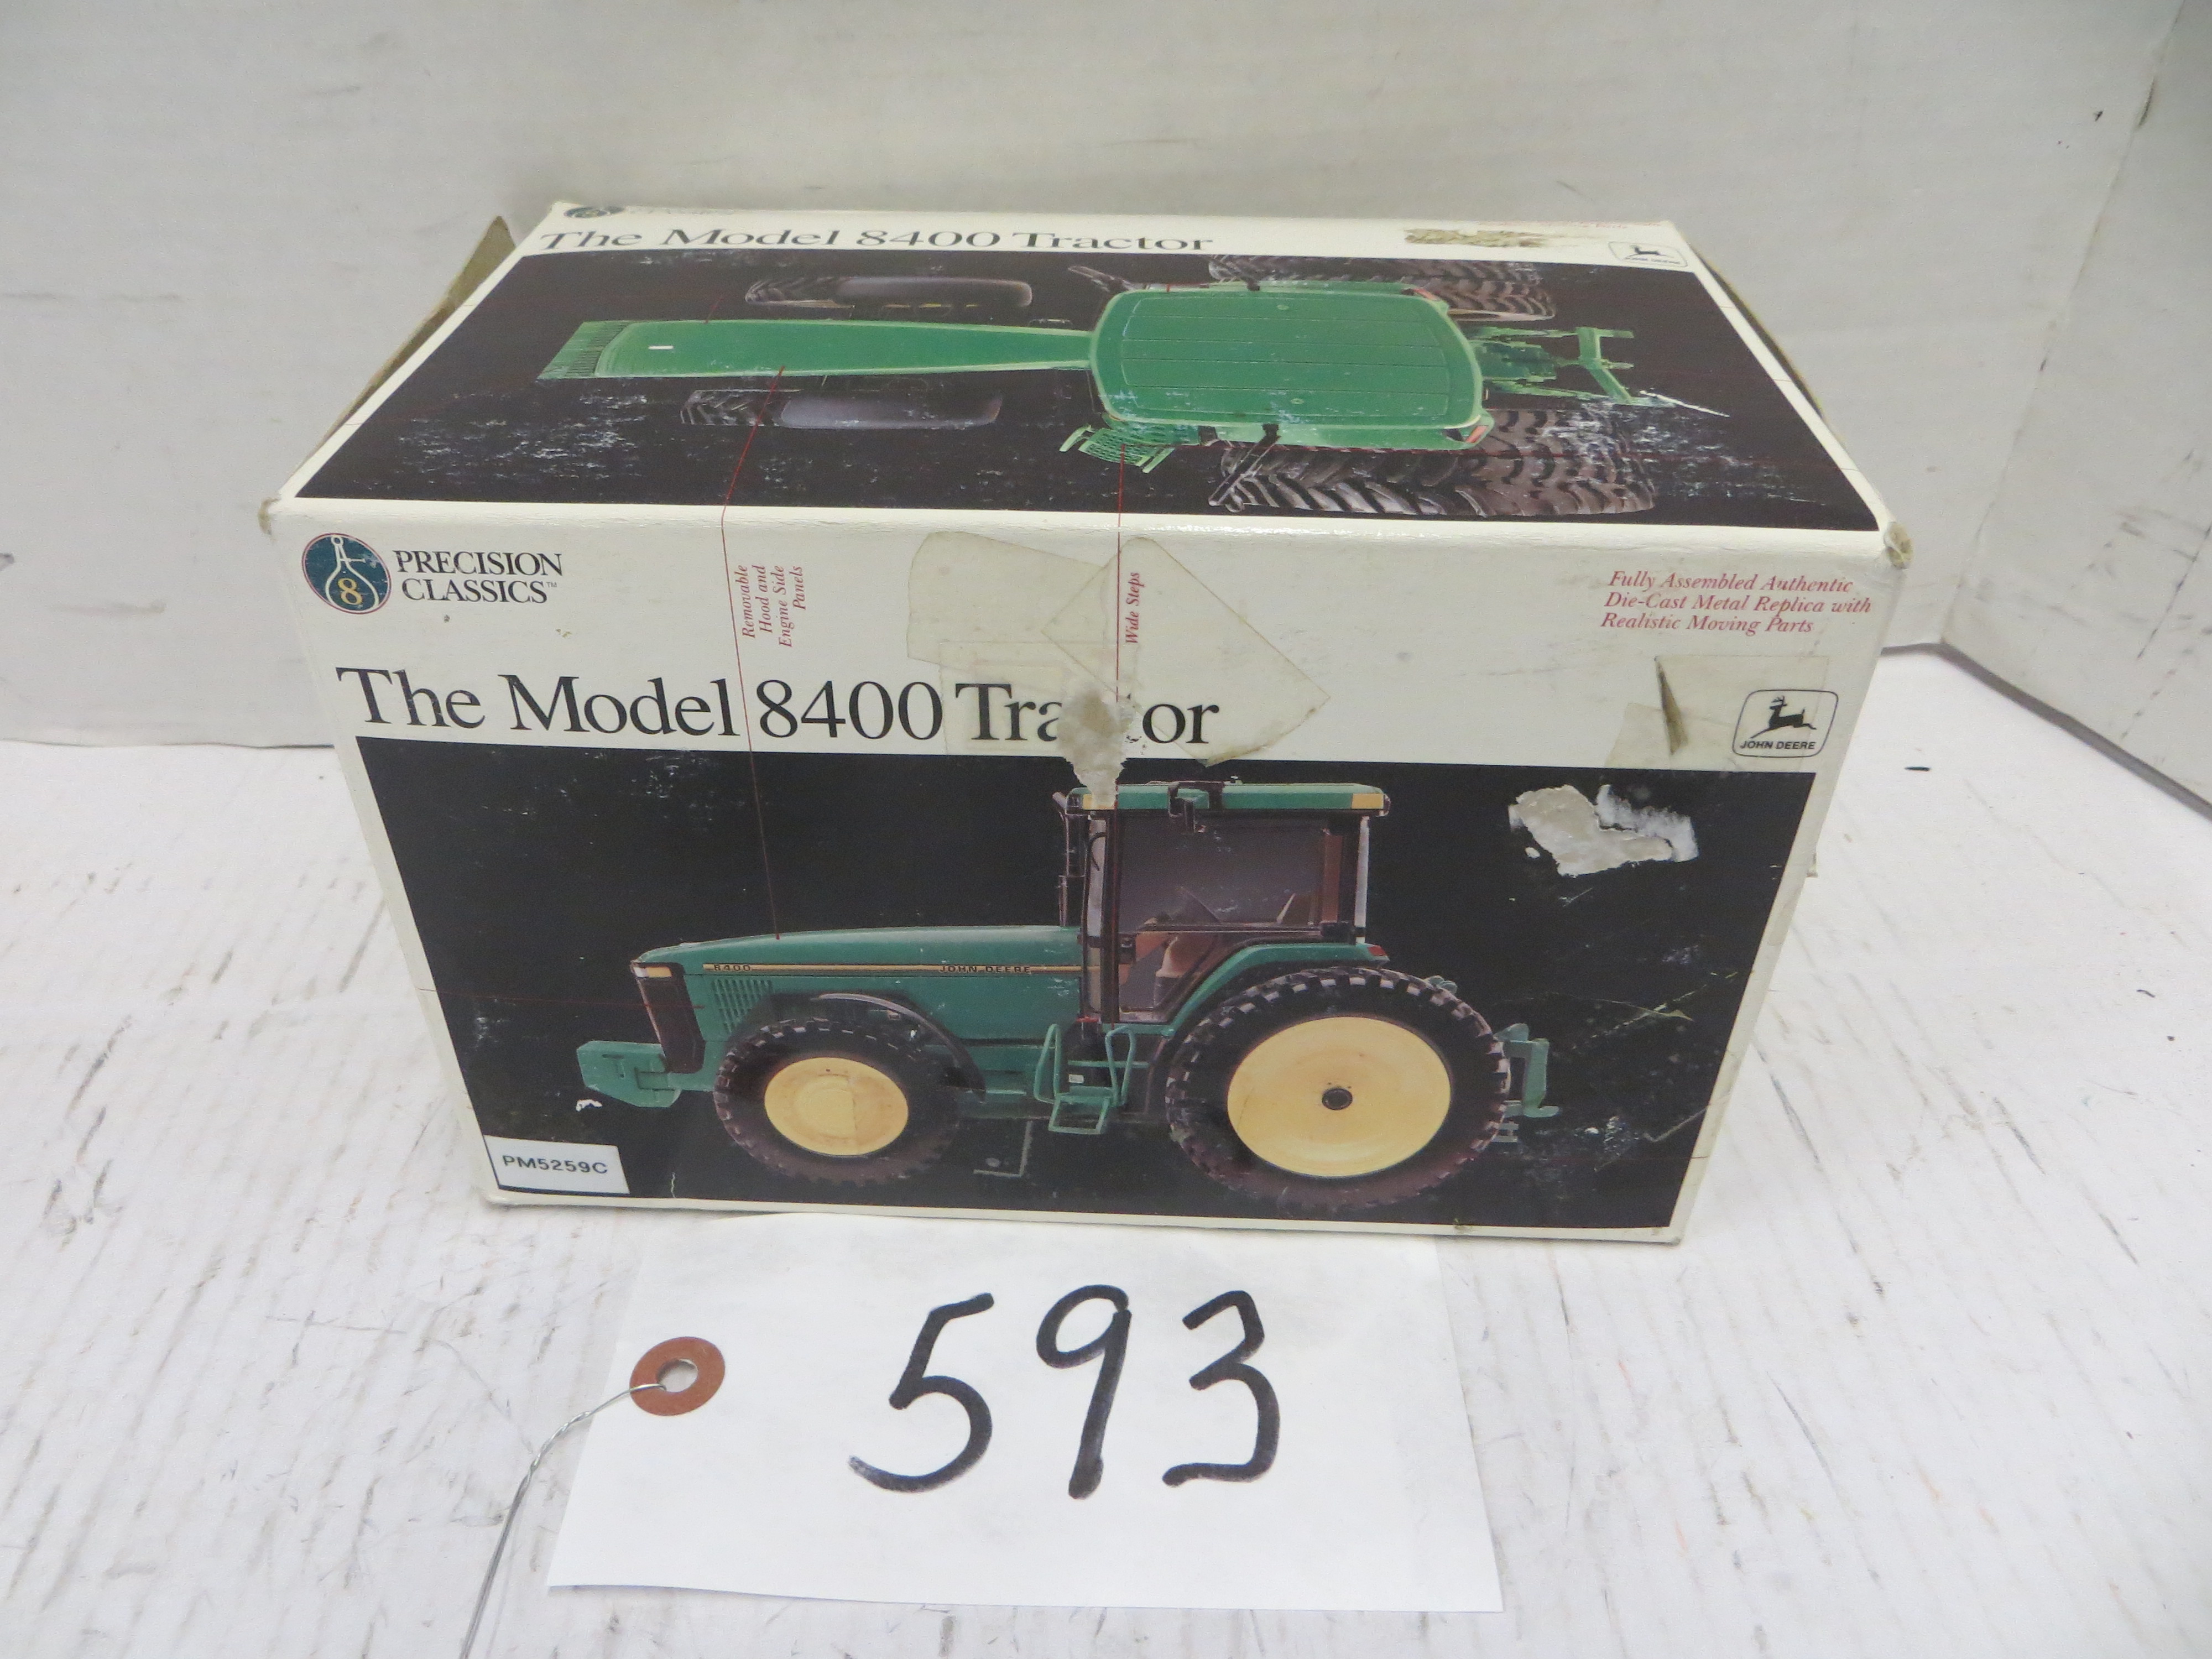 The Model 8400 Tractor
JOHN DEERE
8
PRECISION
CLASSICS™
Removable
Hood and
Engine Side
Panels
Wide Steps
Fully Assembled Authentic
Die-Cast Metal Replica with
Realistic Moving Parts
The Model 8400 Tra or
JOHN DEERE
8400 JOHN DEERE
PM5259C
593